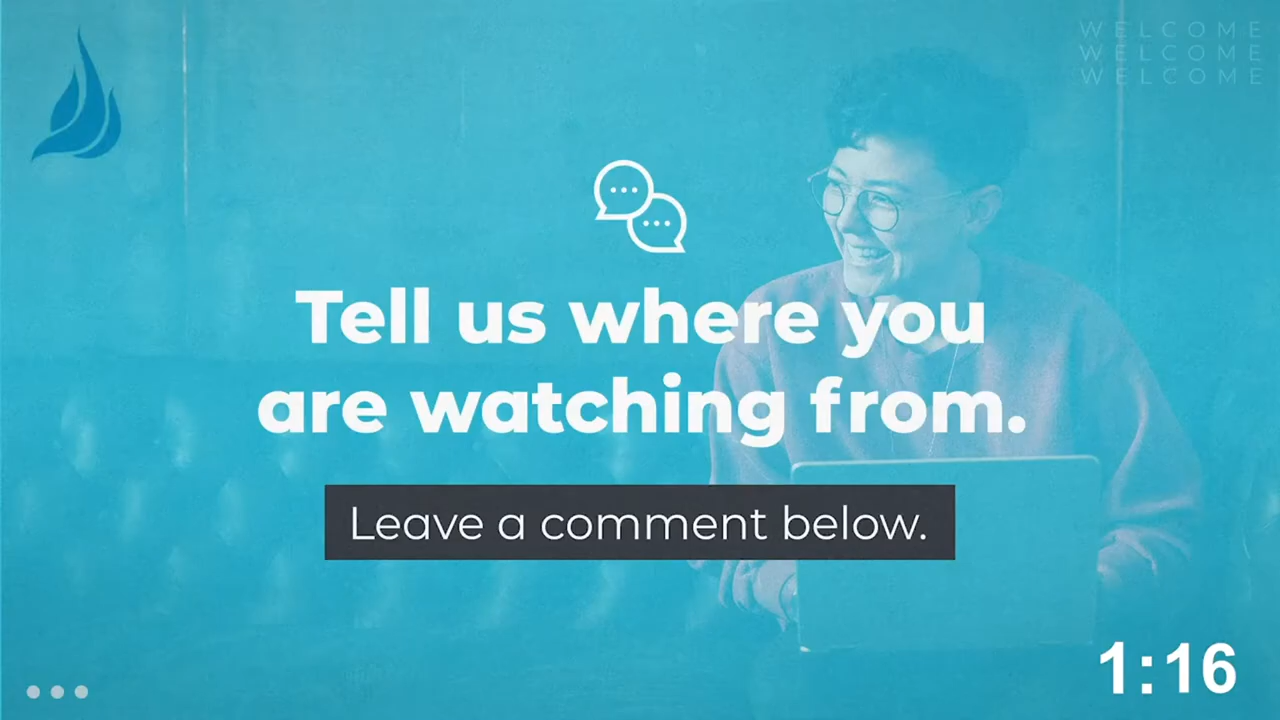 WELCOME
WELCOME
WELCOME
Tell us where you
are watching from.
Leave a comment below.
1:16